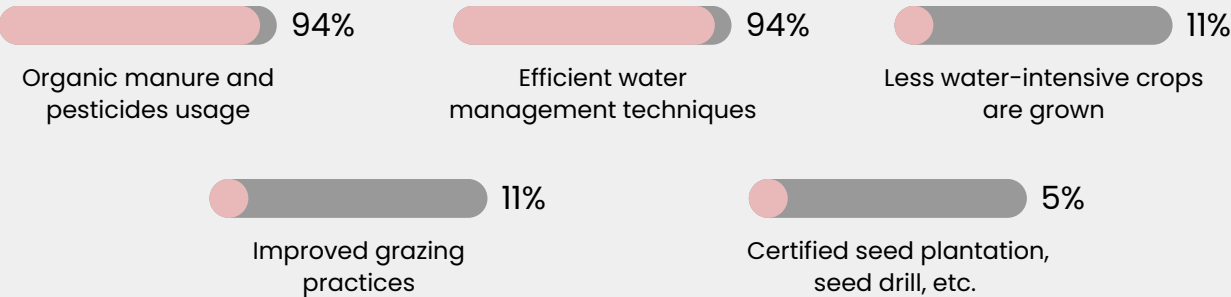 94%
Organic manure and
pesticides usage
94%
Efficient water
management techniques
11%
Less water-intensive crops
are grown
11%
Improved grazing
practices
5%
Certified seed plantation,
seed drill, etc.